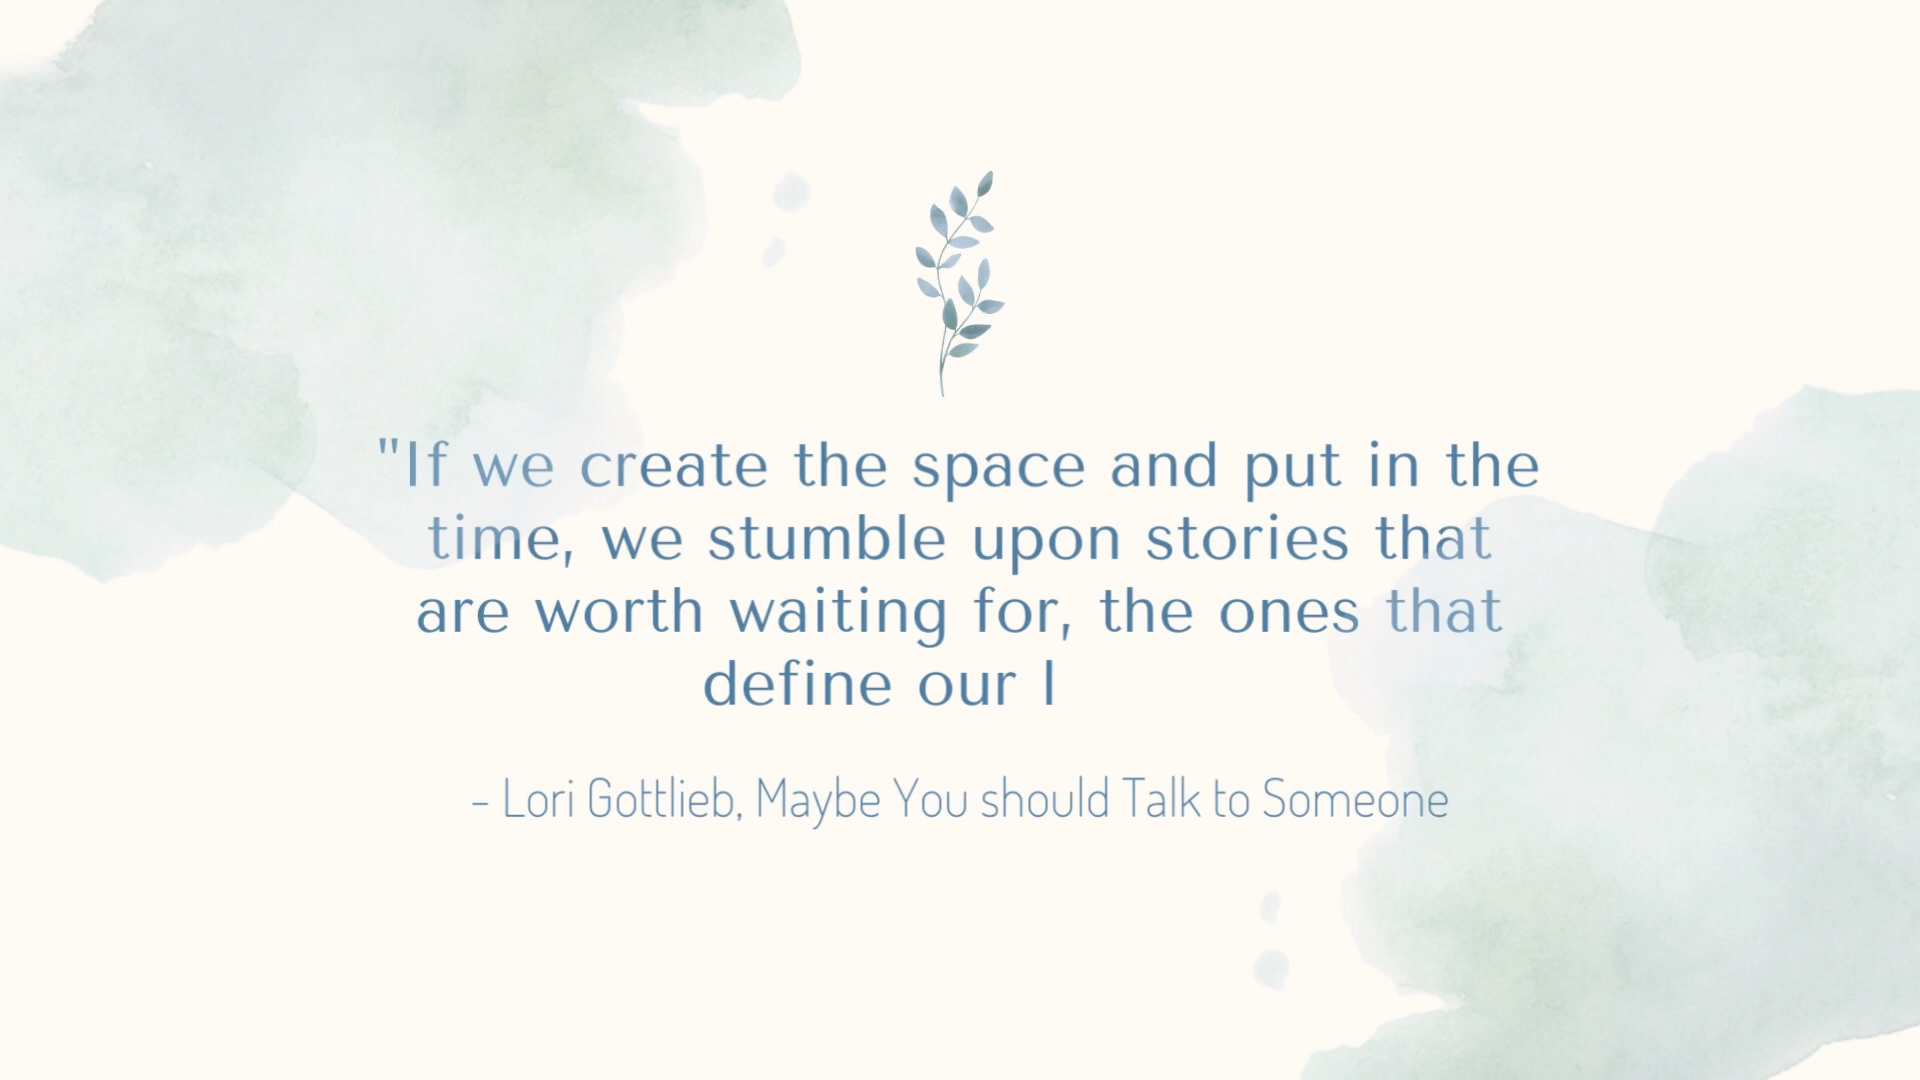 "If we create the space and put in the
time, we stumble upon stories that
are worth waiting for, the ones that
define our l
– Lori Gottlieb, Maybe You should Talk to Someone